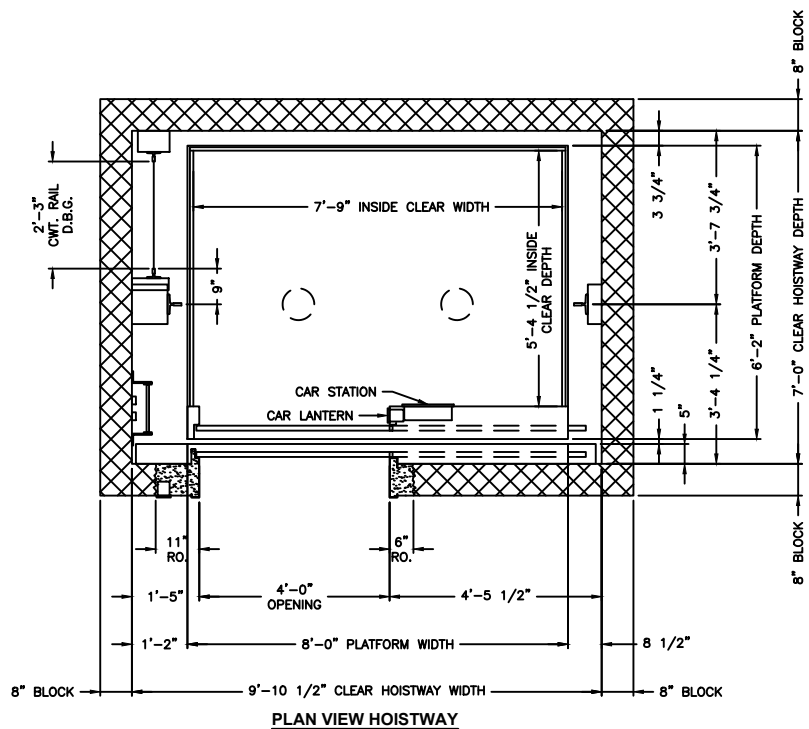 8" BLOCK
2'-3"
CWT. RAIL
D.B.G.
9"
7'-9" INSIDE CLEAR WIDTH
5'-4 1/2" INSIDE
CLEAR DEPTH
3 3/4"
3'-7 3/4"
6'-2" PLATFORM DEPTH
7'-0" CLEAR HOISTWAY DEPTH
1 1/4"
5"
3'-4 1/4"
CAR STATION
CAR LANTERN
8" BLOCK
11"
RO.
6"
RO.
1'-5"
4'-0"
OPENING
4'-5 1/2"
1'-2"
8'-0" PLATFORM WIDTH
8 1/2"
8" BLOCK
9'-10 1/2" CLEAR HOISTWAY WIDTH
8" BLOCK
PLAN VIEW HOISTWAY